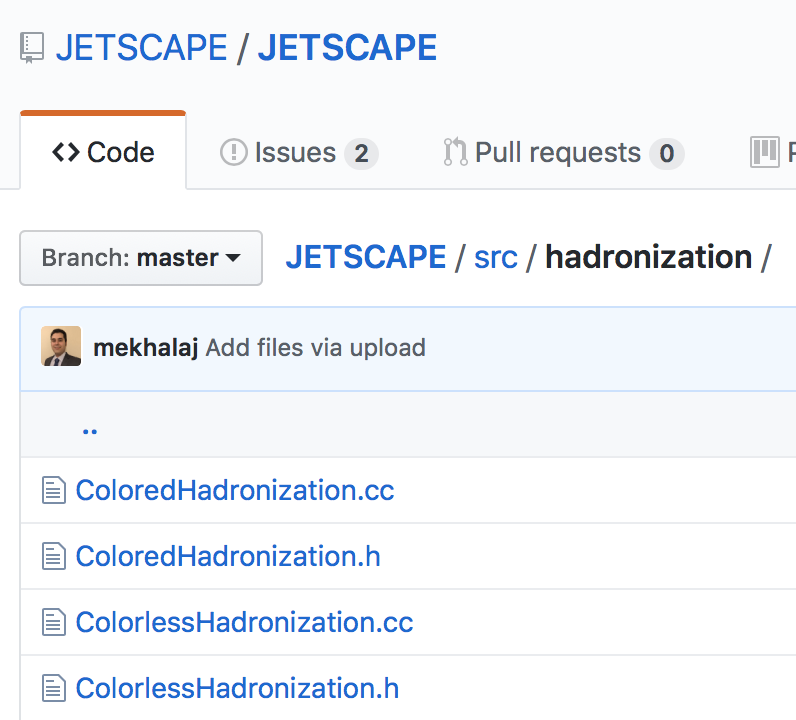 JETSCAPE / JETSCAPE
Code Issues 2 Pull requests 0
Branch: master JETSCAPE / src / hadronization /
mekhalaj Add files via upload
..
ColoredHadronization.cc
ColoredHadronization.h
ColorlessHadronization.cc
ColorlessHadronization.h